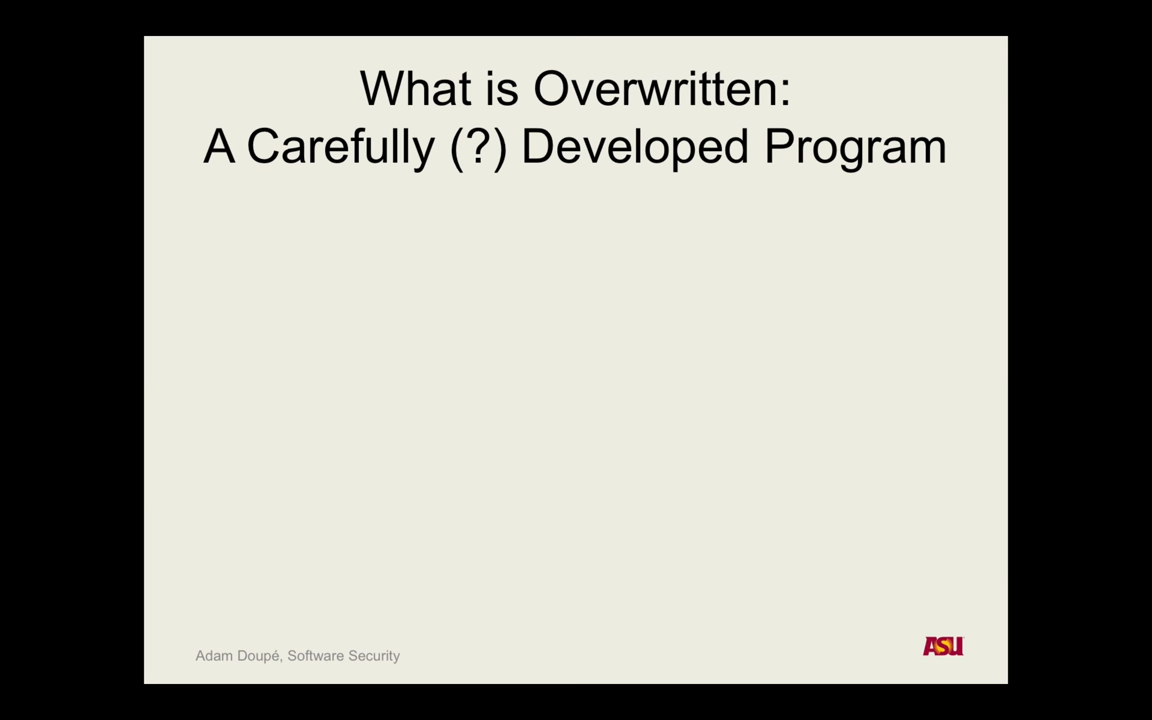 What is Overwritten:
A Carefully (?) Developed Program
Adam Doupé, Software Security
ASU